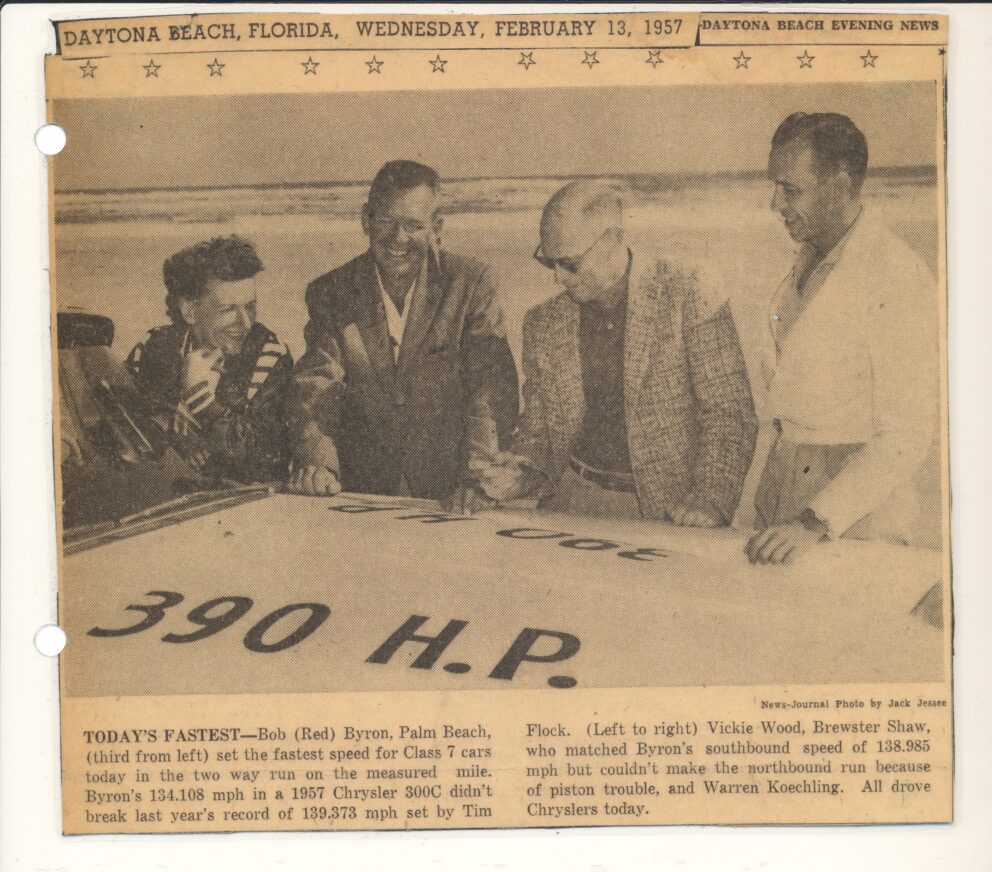 DAYTONA BEACH, FLORIDA, WEDNESDAY, FEBRUARY 13, 1957
DAYTONA BEACH EVENING NEWS
390 H.P.
390 H.P.
News-Journal Photo by Jack Jessee
TODAY'S FASTEST—Bob (Red) Byron, Palm Beach,
(third from left) set the fastest speed for Class 7 cars
today in the two way run on the measured mile.
Byron's 134.108 mph in a 1957 Chrysler 300C didn't
break last year's record of 139.373 mph set by Tim
Flock. (Left to right) Vickie Wood, Brewster Shaw,
who matched Byron's southbound speed of 138.985
mph but couldn't make the northbound run because
of piston trouble, and Warren Koechling. All drove
Chryslers today.